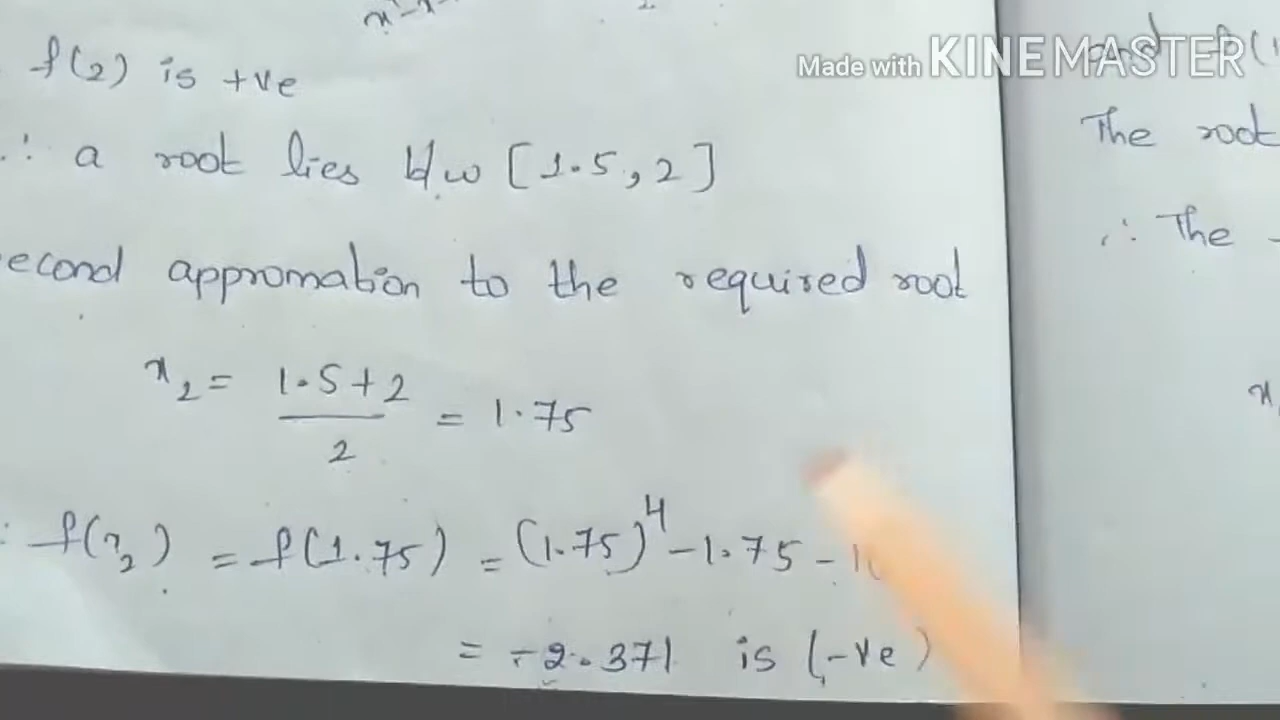 Made with KINEMASTER
f(2) is +ve
∴ a root lies b/w [1.5, 2]
econd appromation to the required root
x₂ = (1.5+2)/2 = 1.75
f(x₂) = f(1.75) = (1.75)⁴ - 1.75 - 1
= -2.371 is (-ve)
and f(1
The root
∴ The
x